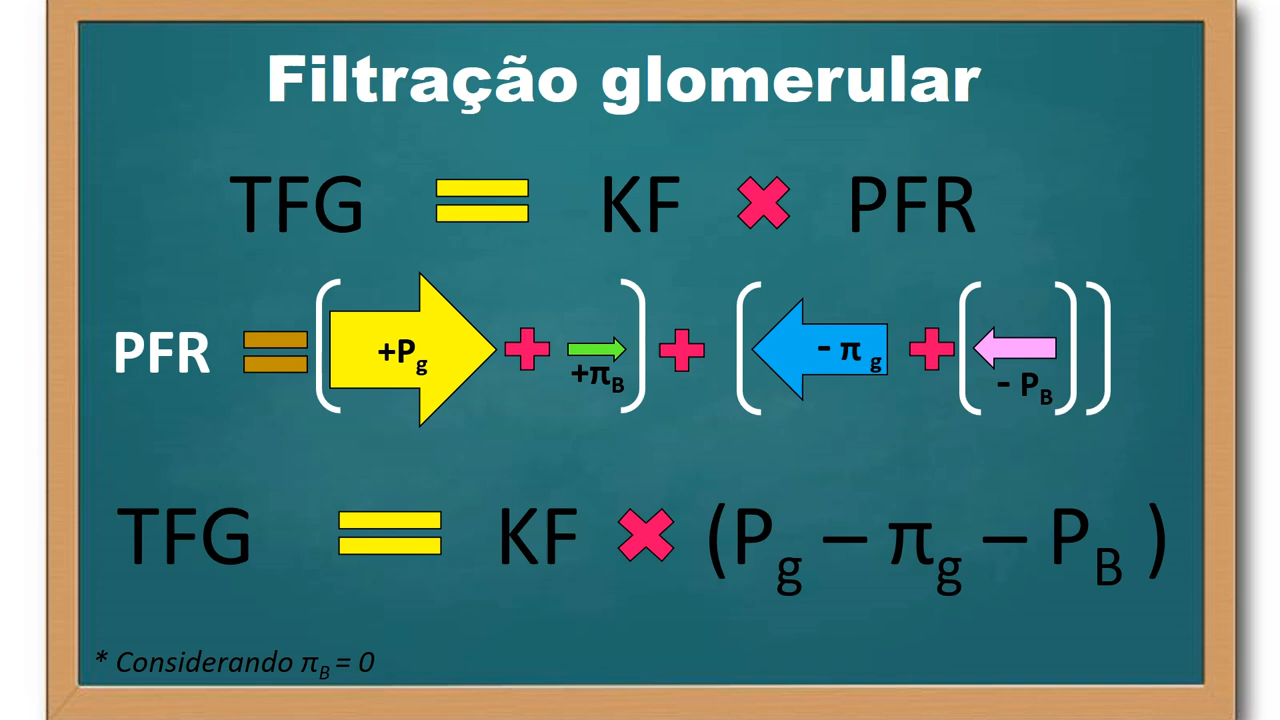 Filtração glomerular
TFG = KF × PFR
PFR = ( +Pg + +πB ) + ( - πg + ( - PB ) )
TFG = KF × (Pg – πg – PB )
* Considerando πB = 0